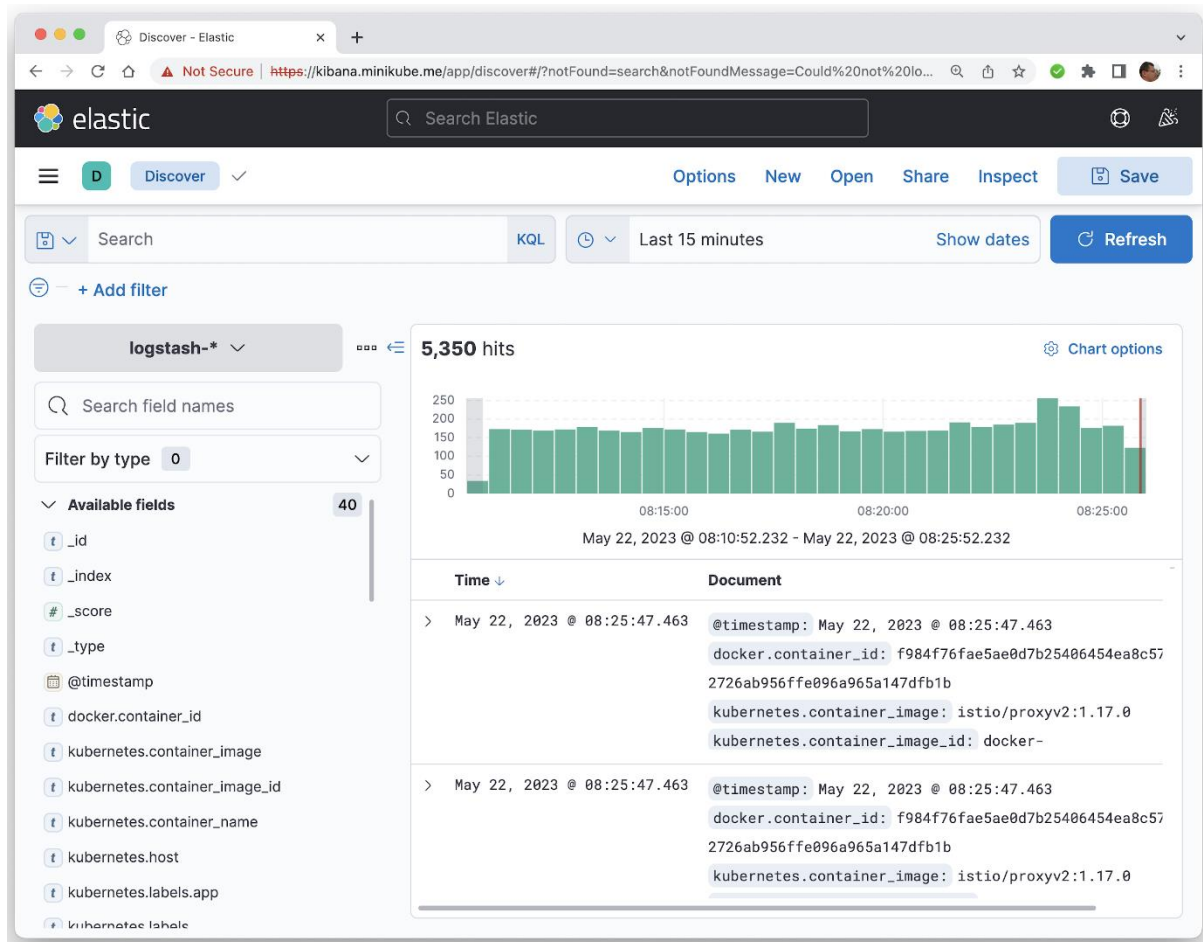 Discover - Elastic
Not Secure | https://kibana.minikube.me/app/discover#/?notFound=search&notFoundMessage=Could%20not%20lo...
elastic
Search Elastic
D Discover
Options New Open Share Inspect Save
Search KQL
Last 15 minutes Show dates
Refresh
+ Add filter
logstash-*
Search field names
Filter by type 0
Available fields 40
t _id
t _index
# _score
t _type
@timestamp
t docker.container_id
t kubernetes.container_image
t kubernetes.container_image_id
t kubernetes.container_name
t kubernetes.host
t kubernetes.labels.app
t kubernetes.labels
5,350 hits
Chart options
250
200
150
100
50
0
08:15:00 08:20:00 08:25:00
May 22, 2023 @ 08:10:52.232 - May 22, 2023 @ 08:25:52.232
Time Document
May 22, 2023 @ 08:25:47.463 @timestamp: May 22, 2023 @ 08:25:47.463
docker.container_id: f984f76fae5ae0d7b25406454ea8c57
2726ab956ffe096a965a147dfb1b
kubernetes.container_image: istio/proxyv2:1.17.0
kubernetes.container_image_id: docker-
May 22, 2023 @ 08:25:47.463 @timestamp: May 22, 2023 @ 08:25:47.463
docker.container_id: f984f76fae5ae0d7b25406454ea8c57
2726ab956ffe096a965a147dfb1b
kubernetes.container_image: istio/proxyv2:1.17.0